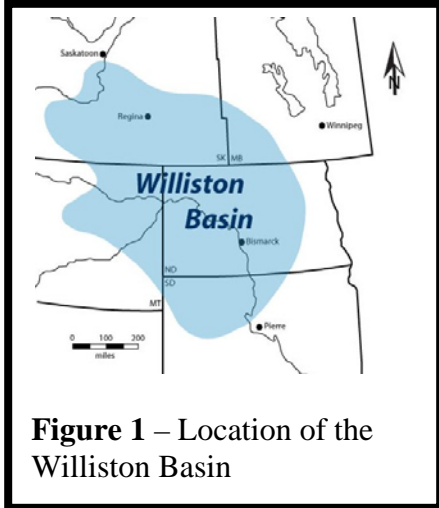 Saskatoon
N
Regina
Winnipeg
SK MB
Williston
Basin
Bismarck
ND
SD
MT
0 100 200
miles
Pierre
Figure 1 – Location of the
Williston Basin